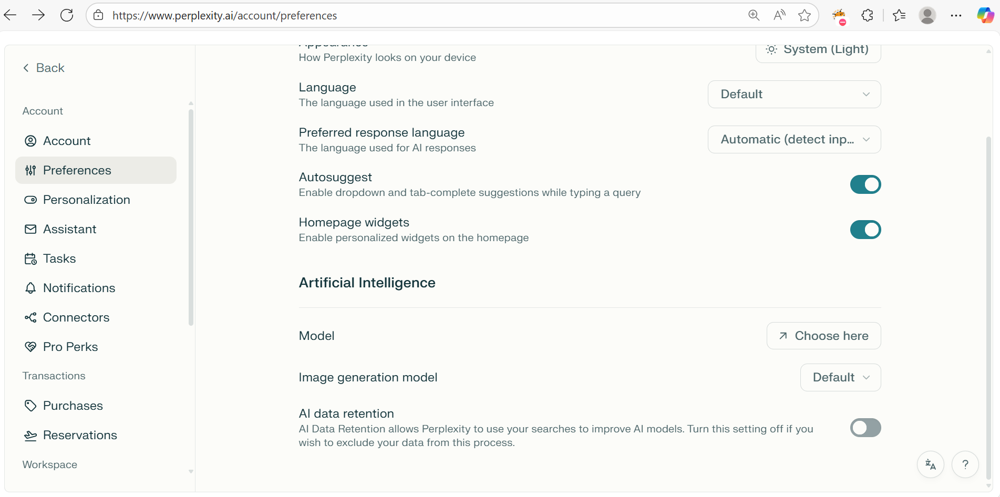 https://www.perplexity.ai/account/preferences
Back
Account
Account
Preferences
Personalization
Assistant
Tasks
Notifications
Connectors
Pro Perks
Transactions
Purchases
Reservations
Workspace
Appearance
How Perplexity looks on your device
System (Light)
Language
The language used in the user interface
Default
Preferred response language
The language used for AI responses
Automatic (detect inp...
Autosuggest
Enable dropdown and tab-complete suggestions while typing a query
Homepage widgets
Enable personalized widgets on the homepage
Artificial Intelligence
Model
Choose here
Image generation model
Default
AI data retention
AI Data Retention allows Perplexity to use your searches to improve AI models. Turn this setting off if you
wish to exclude your data from this process.
?